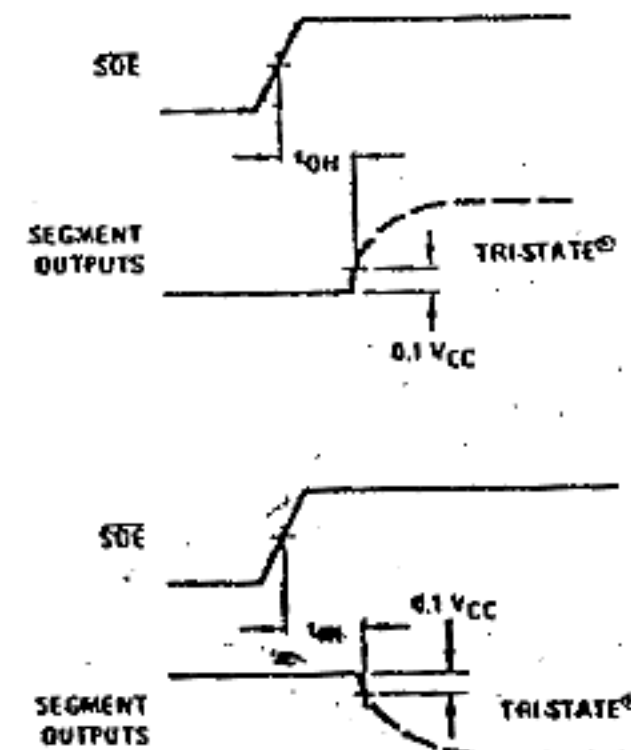 SOE
tOH
SEGMENT
OUTPUTS
TRI-STATE®
0.1 VCC
SOE
0.1 VCC
SEGMENT
OUTPUTS
TRI-STATE®